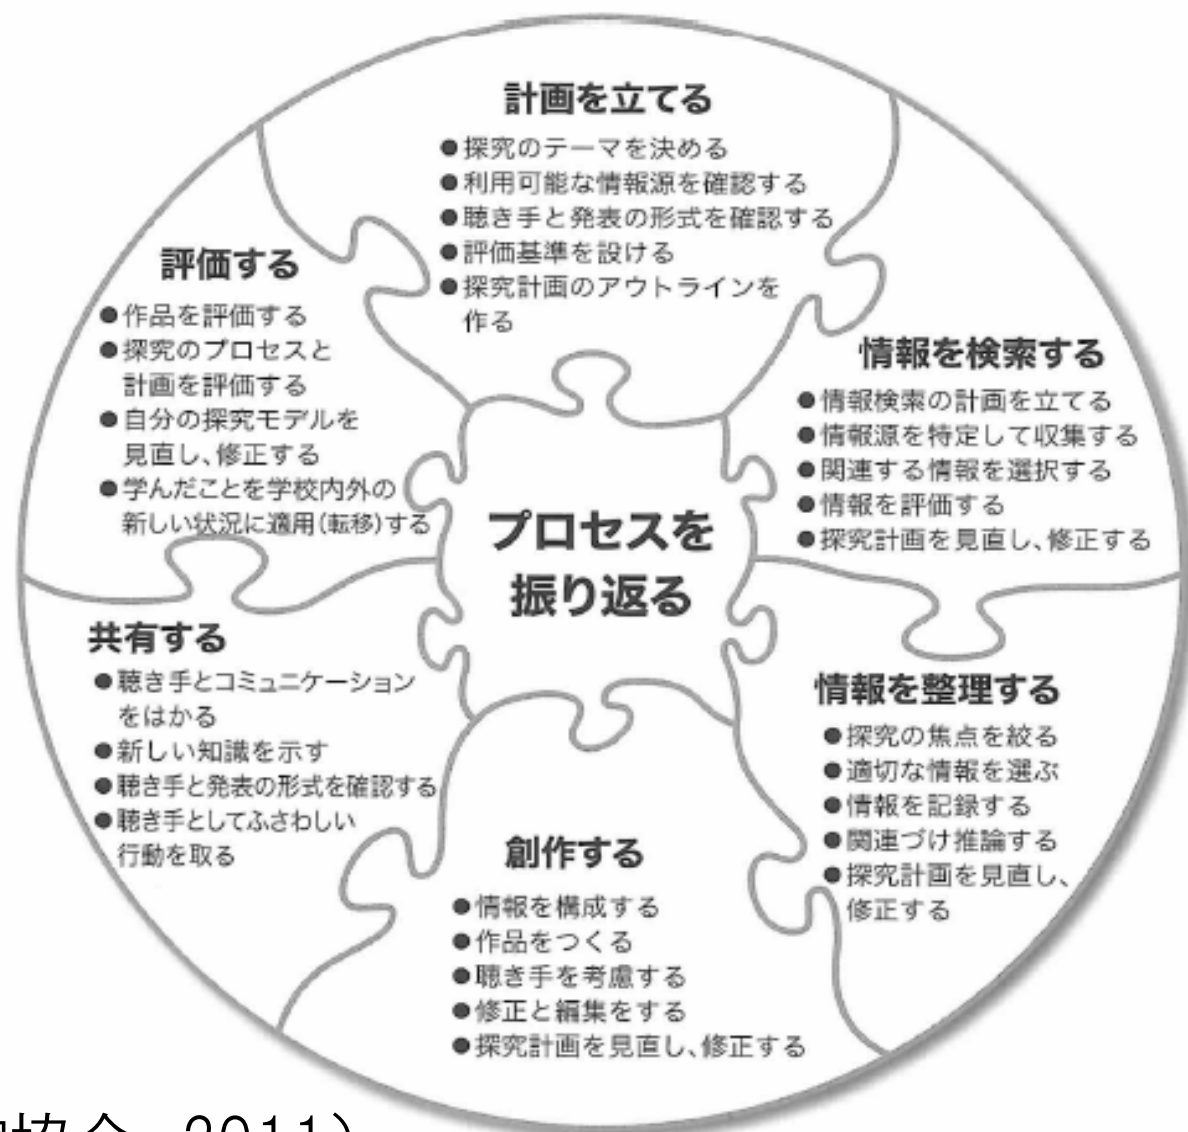 計画を立てる
●探究のテーマを決める
●利用可能な情報源を確認する
●聴き手と発表の形式を確認する
●評価基準を設ける
●探究計画のアウトラインを
作る
情報を検索する
●情報検索の計画を立てる
●情報源を特定して収集する
●関連する情報を選択する
●情報を評価する
●探究計画を見直し、修正する
情報を整理する
●探究の焦点を絞る
●適切な情報を選ぶ
●情報を記録する
●関連づけ推論する
●探究計画を見直し、
修正する
創作する
●情報を構成する
●作品をつくる
●聴き手を考慮する
●修正と編集をする
●探究計画を見直し、修正する
共有する
●聴き手とコミュニケーション
をはかる
●新しい知識を示す
●聴き手と発表の形式を確認する
●聴き手としてふさわしい
行動を取る
評価する
●作品を評価する
●探究のプロセスと
計画を評価する
●自分の探究モデルを
見直し、修正する
●学んだことを学校内外の
新しい状況に適用(転移)する
プロセスを
振り返る
協会, 2011)